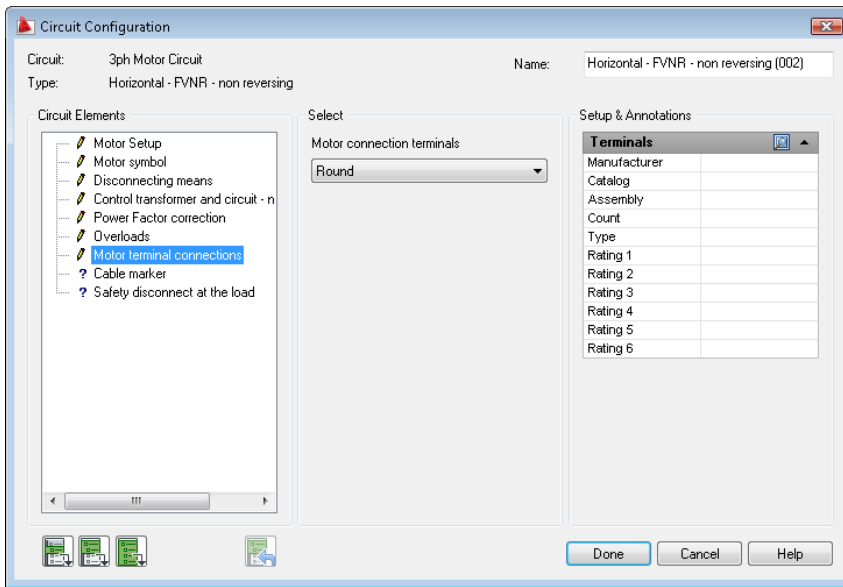 Circuit Configuration
Circuit: 3ph Motor Circuit
Type: Horizontal - FVNR - non reversing
Name: Horizontal - FVNR - non reversing (002)
Circuit Elements
Motor Setup
Motor symbol
Disconnecting means
Control transformer and circuit - n
Power Factor correction
Overloads
Motor terminal connections
? Cable marker
? Safety disconnect at the load
Select
Motor connection terminals
Round
Setup & Annotations
Terminals
Manufacturer
Catalog
Assembly
Count
Type
Rating 1
Rating 2
Rating 3
Rating 4
Rating 5
Rating 6
Done Cancel Help